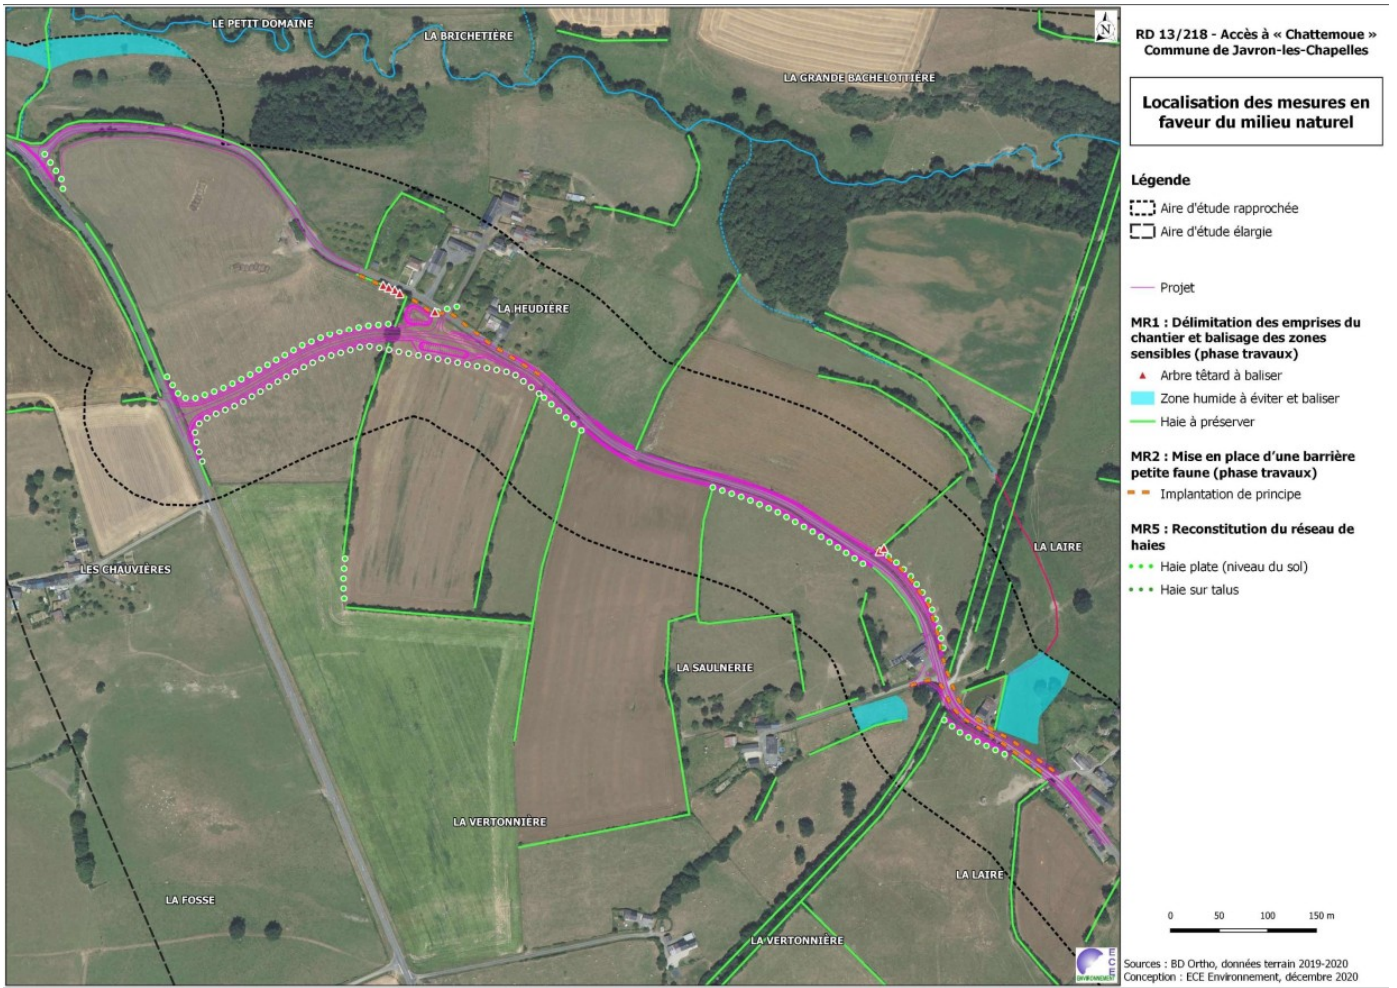 LE PETIT DOMAINE
LA BRICHETIÈRE
LA GRANDE BACHELOTTIÈRE
LA HEUDIÈRE
LES CHAUVIÈRES
LA LAIRE
LA SAULNERIE
LA VERTONNIÈRE
LA LAIRE
LA FOSSE
LA VERTONNIÈRE
N
RD 13/218 - Accès à « Chattemoue »
Commune de Javron-les-Chapelles
Localisation des mesures en
faveur du milieu naturel
Légende
Aire d'étude rapprochée
Aire d'étude élargie
Projet
MR1 : Délimitation des emprises du
chantier et balisage des zones
sensibles (phase travaux)
Arbre têtard à baliser
Zone humide à éviter et baliser
Haie à préserver
MR2 : Mise en place d'une barrière
petite faune (phase travaux)
Implantation de principe
MR5 : Reconstitution du réseau de
haies
Haie plate (niveau du sol)
Haie sur talus
0 50 100 150 m
ECE
ENVIRONNEMENT
Sources : BD Ortho, données terrain 2019-2020
Conception : ECE Environnement, décembre 2020